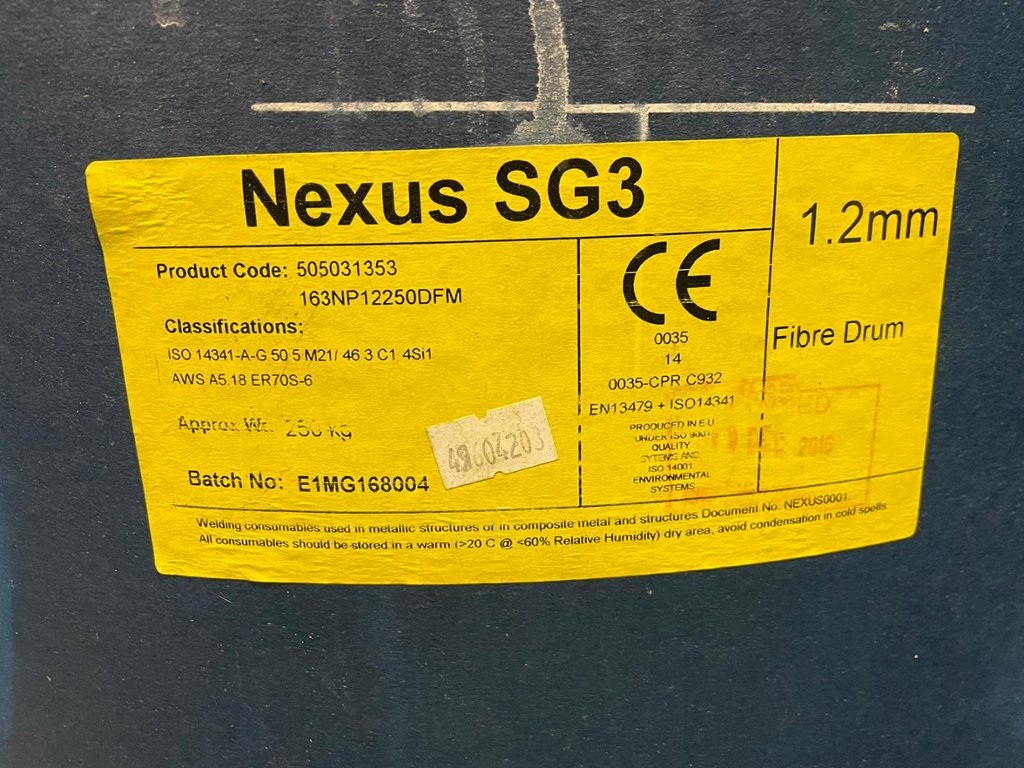 Nexus SG3
1.2mm
Product Code: 505031353
163NP12250DFM
Classifications:
ISO 14341-A-G 50 5 M21/ 46 3 C1 4Si1
AWS A5.18 ER70S-6
Approx Wt. 250 kg
Batch No: E1MG168004
CE
0035
14
0035-CPR C932
EN13479 + ISO14341
PRODUCED IN E.U
UNDER ISO 9001
QUALITY
SYTEMS AND
ISO 14001
ENVIRONMENTAL
SYSTEMS
Fibre Drum
DEC 2016
Welding consumables used in metallic structures or in composite metal and structures Document No. NEXUS0001.
All consumables should be stored in a warm (>20 C @ <60% Relative Humidity) dry area, avoid condensation in cold spells